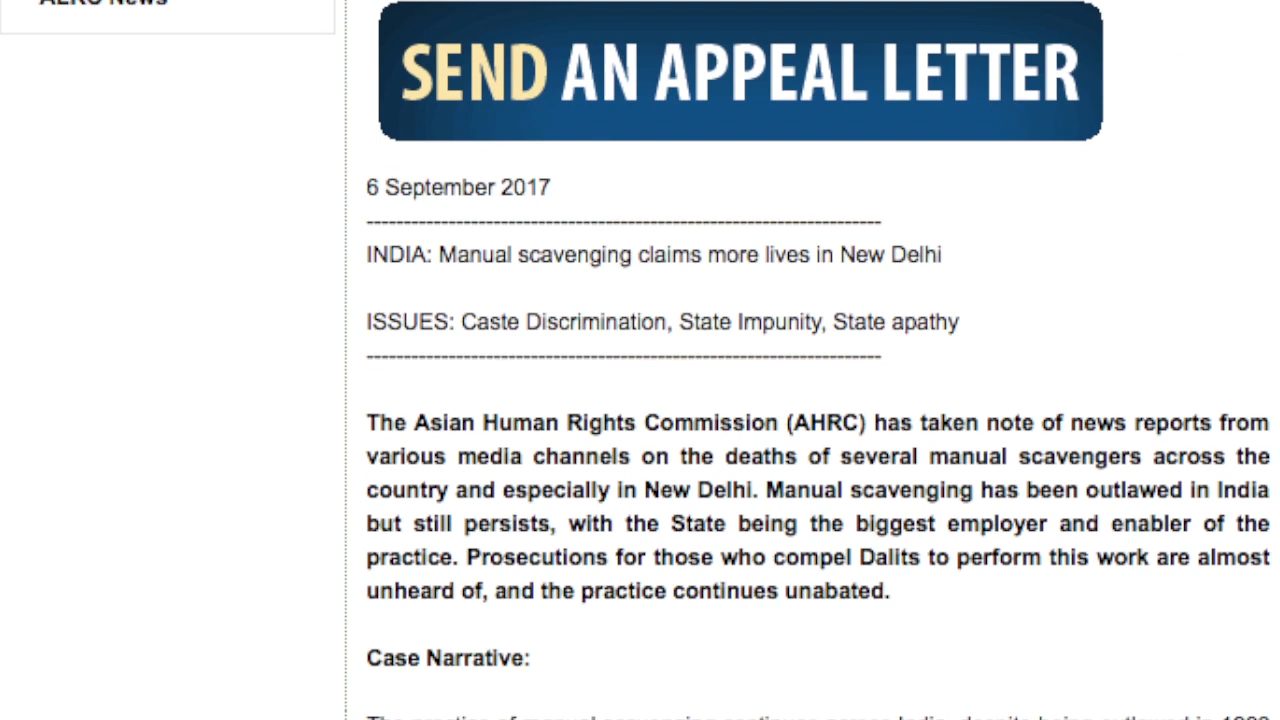 ALRC News
SEND AN APPEAL LETTER
6 September 2017
----------------------------------------------------------------------
INDIA: Manual scavenging claims more lives in New Delhi
ISSUES: Caste Discrimination, State Impunity, State apathy
----------------------------------------------------------------------
The Asian Human Rights Commission (AHRC) has taken note of news reports from
various media channels on the deaths of several manual scavengers across the
country and especially in New Delhi. Manual scavenging has been outlawed in India
but still persists, with the State being the biggest employer and enabler of the
practice. Prosecutions for those who compel Dalits to perform this work are almost
unheard of, and the practice continues unabated.
Case Narrative: